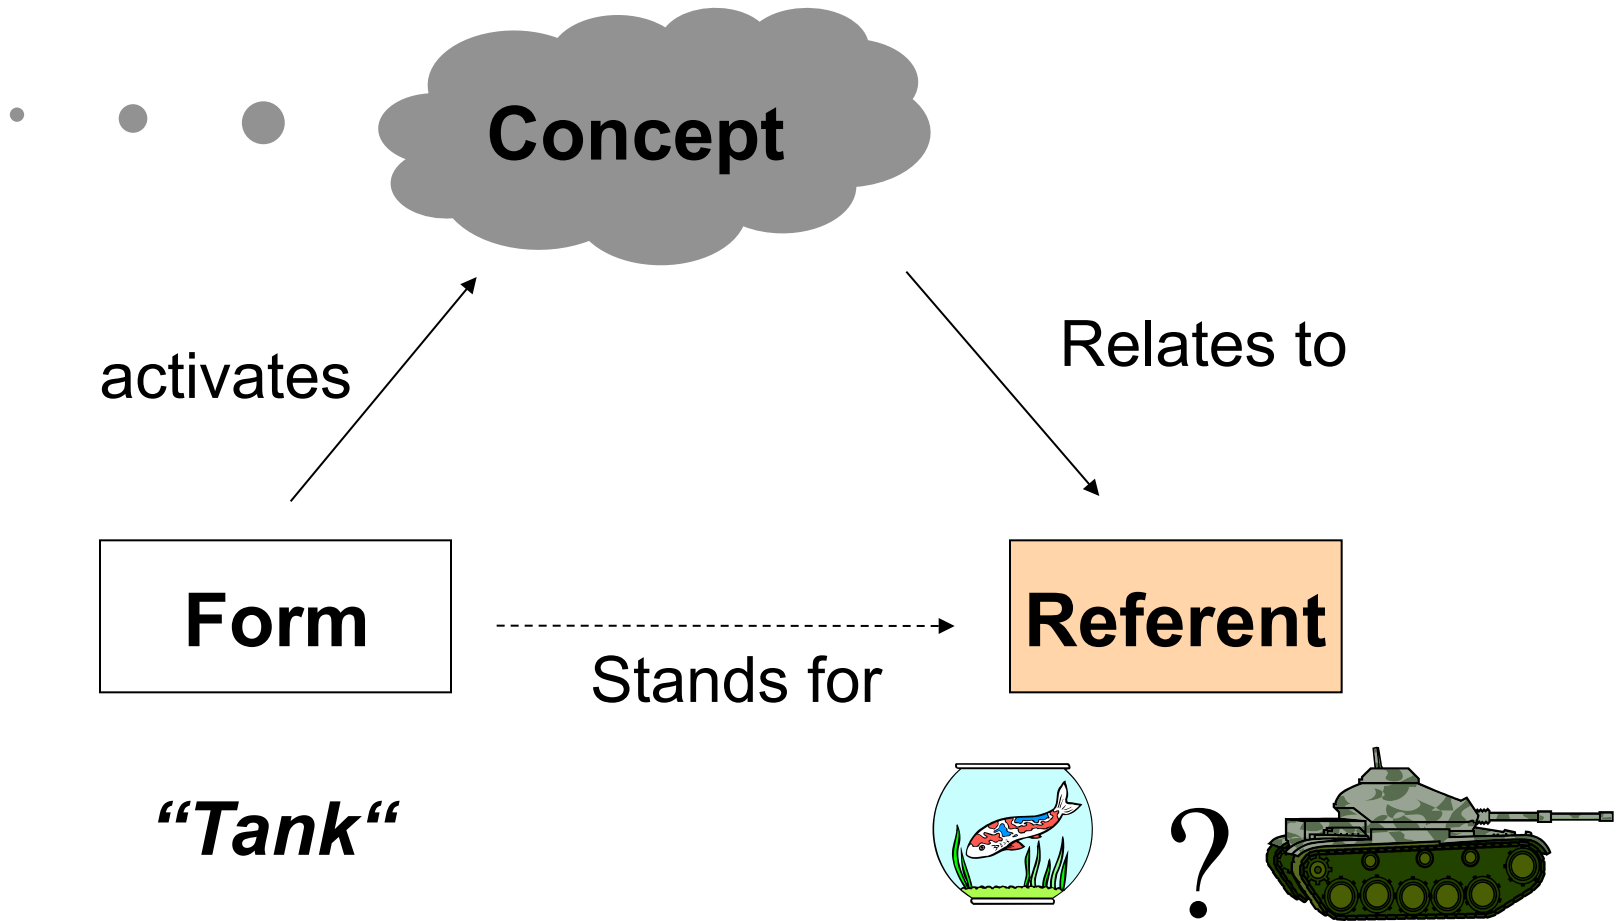 Concept
activates
Relates to
Form
Referent
Stands for
“Tank“
?